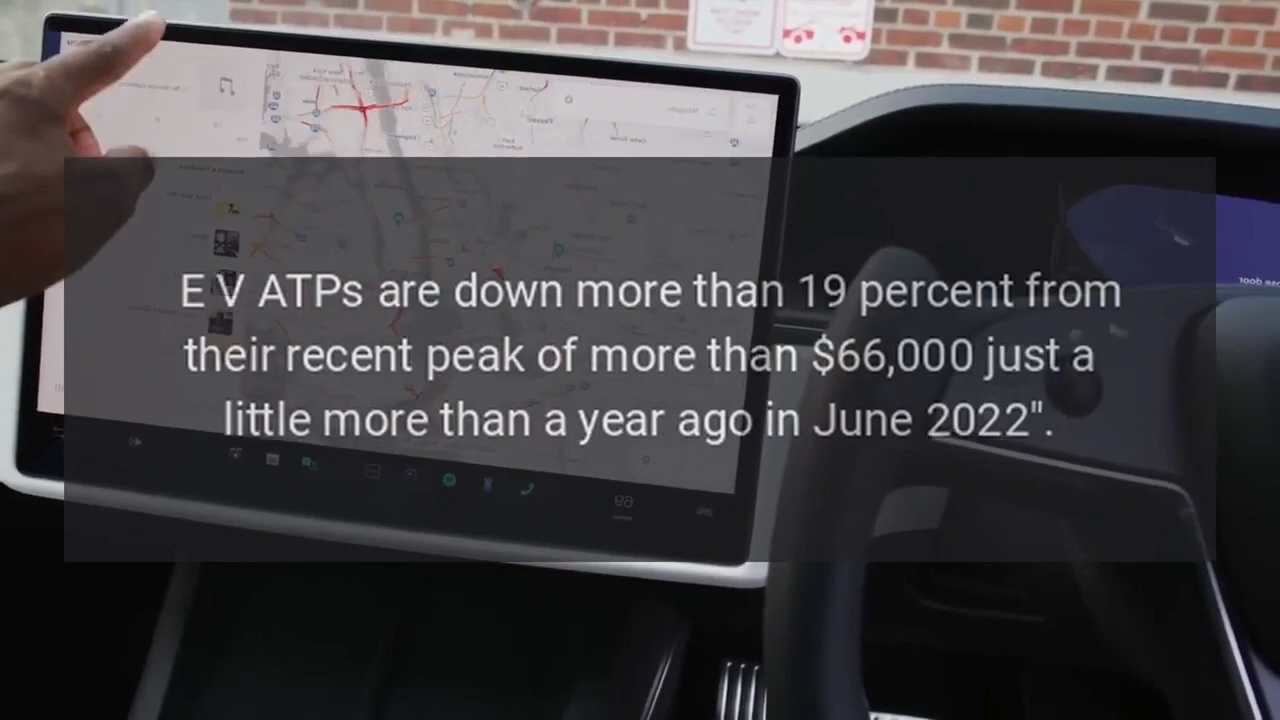 E V ATPs are down more than 19 percent from
their recent peak of more than $66,000 just a
little more than a year ago in June 2022".